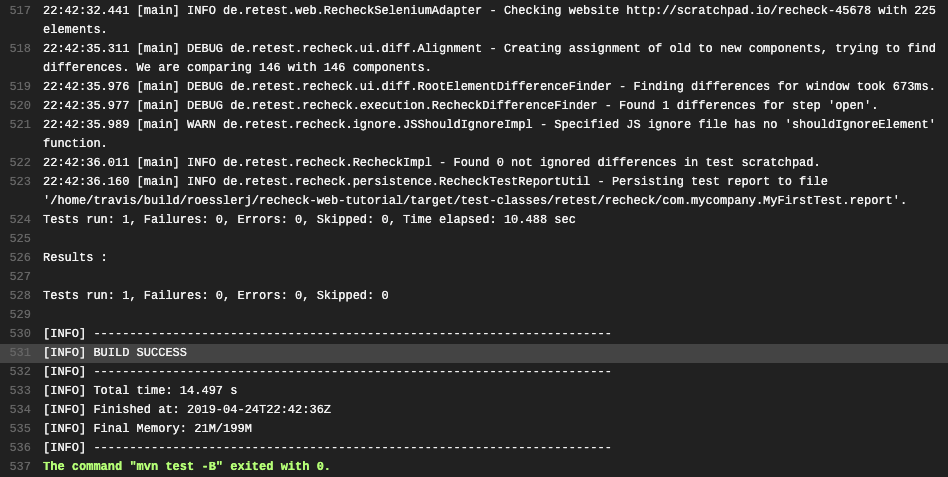 517 22:42:32.441 [main] INFO de.retest.web.RecheckSeleniumAdapter - Checking website http://scratchpad.io/recheck-45678 with 225
elements.
518 22:42:35.311 [main] DEBUG de.retest.recheck.ui.diff.Alignment - Creating assignment of old to new components, trying to find
differences. We are comparing 146 with 146 components.
519 22:42:35.976 [main] DEBUG de.retest.recheck.ui.diff.RootElementDifferenceFinder - Finding differences for window took 673ms.
520 22:42:35.977 [main] DEBUG de.retest.recheck.execution.RecheckDifferenceFinder - Found 1 differences for step 'open'.
521 22:42:35.989 [main] WARN de.retest.recheck.ignore.JSShouldIgnoreImpl - Specified JS ignore file has no 'shouldIgnoreElement'
function.
522 22:42:36.011 [main] INFO de.retest.recheck.RecheckImpl - Found 0 not ignored differences in test scratchpad.
523 22:42:36.160 [main] INFO de.retest.recheck.persistence.RecheckTestReportUtil - Persisting test report to file
'/home/travis/build/roesslerj/recheck-web-tutorial/target/test-classes/retest/recheck/com.mycompany.MyFirstTest.report'.
524 Tests run: 1, Failures: 0, Errors: 0, Skipped: 0, Time elapsed: 10.488 sec
525
526 Results :
527
528 Tests run: 1, Failures: 0, Errors: 0, Skipped: 0
529
530 [INFO] ------------------------------------------------------------------------
531 [INFO] BUILD SUCCESS
532 [INFO] ------------------------------------------------------------------------
533 [INFO] Total time: 14.497 s
534 [INFO] Finished at: 2019-04-24T22:42:36Z
535 [INFO] Final Memory: 21M/199M
536 [INFO] ------------------------------------------------------------------------
537 The command "mvn test -B" exited with 0.